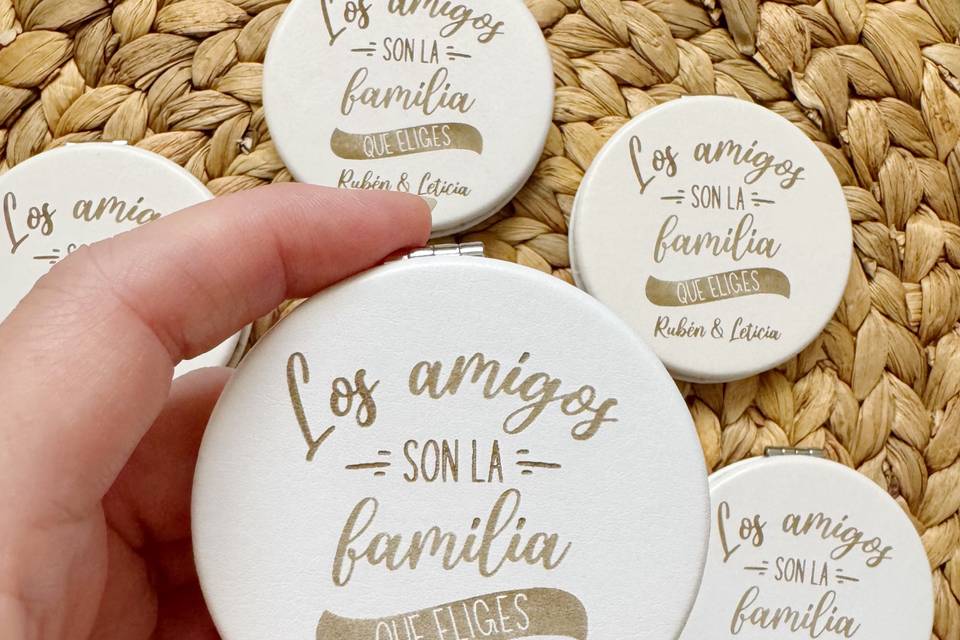 Los amigos
SON LA
familia
QUE ELIGES
Rubén & Leticia
Los amigos
SON LA
familia
QUE ELIGES
Rubén & Leticia
Los
Los amigos
SON LA
familia
QUE ELIGES
Los amigos
SON LA
familia